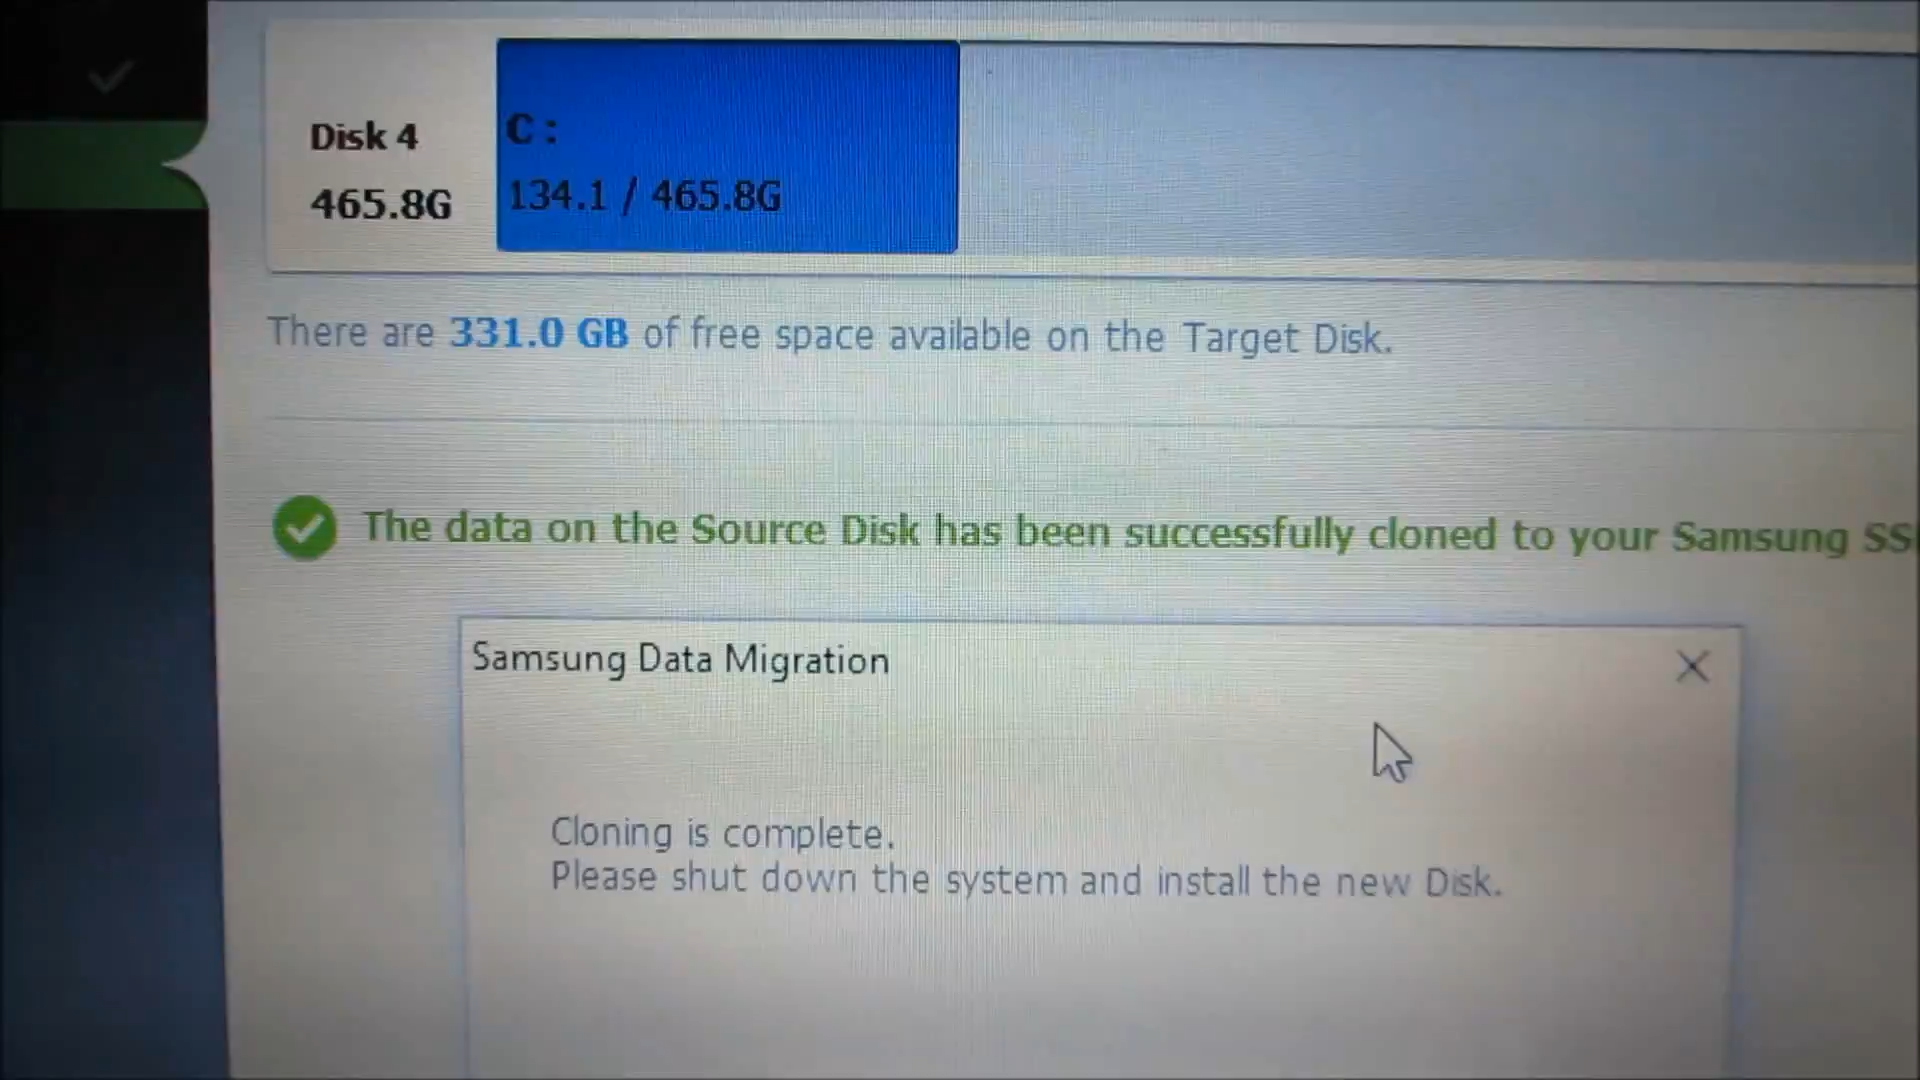 Disk 4
465.8G
C :
134.1 / 465.8G
There are 331.0 GB of free space available on the Target Disk.
The data on the Source Disk has been successfully cloned to your Samsung SS
Samsung Data Migration
Cloning is complete.
Please shut down the system and install the new Disk.